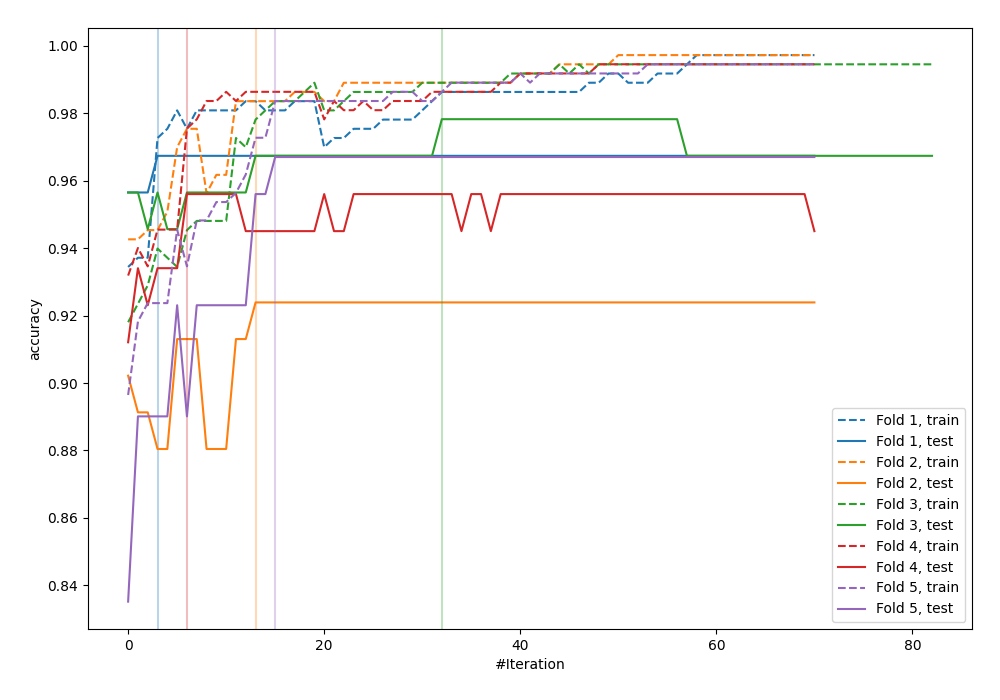 1.00
0.98
0.96
0.94
0.92
0.90
0.88
0.86
0.84
accuracy
0
20
40
60
80
#Iteration
Fold 1, train
Fold 1, test
Fold 2, train
Fold 2, test
Fold 3, train
Fold 3, test
Fold 4, train
Fold 4, test
Fold 5, train
Fold 5, test